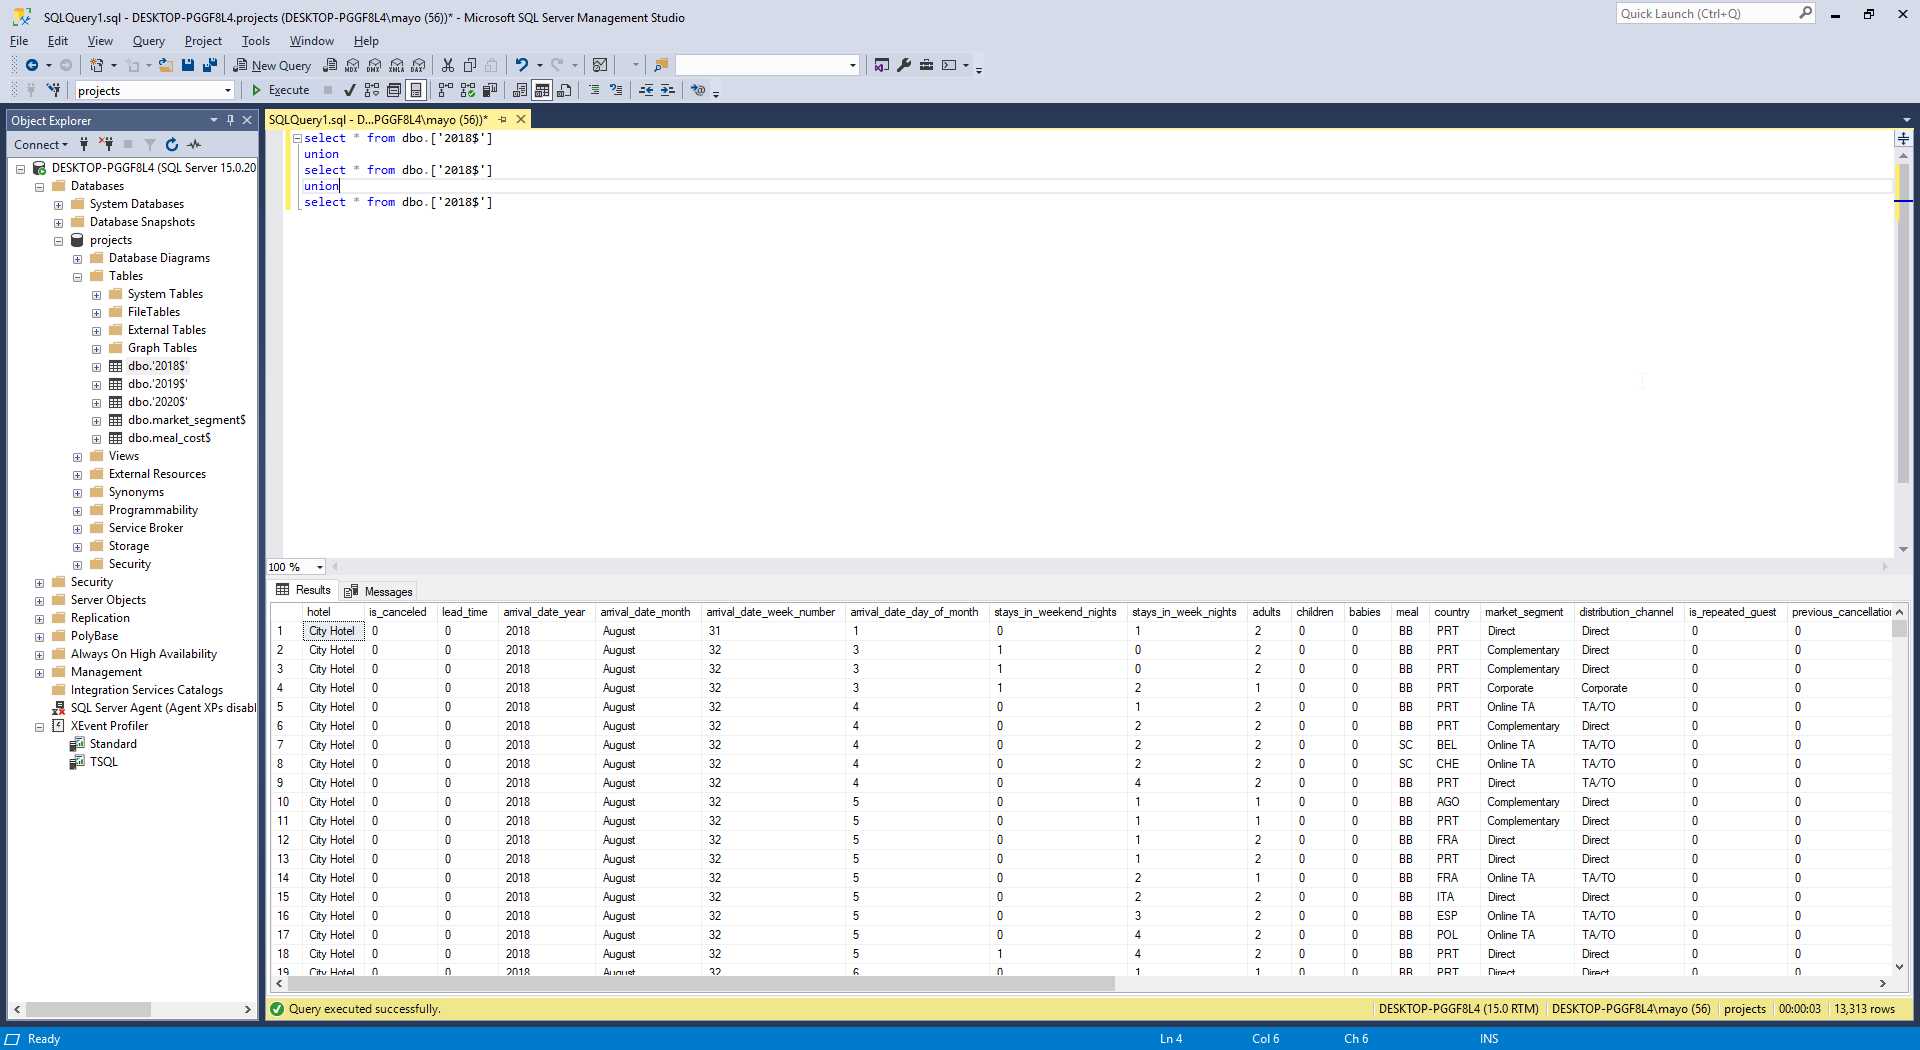 SQLQuery1.sql - DESKTOP-PGGF8L4.projects (DESKTOP-PGGF8L4\mayo (56))* - Microsoft SQL Server Management Studio
Quick Launch (Ctrl+Q)
File Edit View Query Project Tools Window Help
New Query MDX DMX XMLA DAX
projects Execute
Object Explorer
Connect
DESKTOP-PGGF8L4 (SQL Server 15.0.20
Databases
System Databases
Database Snapshots
projects
Database Diagrams
Tables
System Tables
FileTables
External Tables
Graph Tables
dbo.'2018$'
dbo.'2019$'
dbo.'2020$'
dbo.market_segment$
dbo.meal_cost$
Views
External Resources
Synonyms
Programmability
Service Broker
Storage
Security
Security
Server Objects
Replication
PolyBase
Always On High Availability
Management
Integration Services Catalogs
SQL Server Agent (Agent XPs disabl
XEvent Profiler
Standard
TSQL
SQLQuery1.sql - D...PGGF8L4\mayo (56))*
select * from dbo.['2018$']
union
select * from dbo.['2018$']
union
select * from dbo.['2018$']
100 %
Results Messages
hotel is_canceled lead_time arrival_date_year arrival_date_month arrival_date_week_number arrival_date_day_of_month stays_in_weekend_nights stays_in_week_nights adults children babies meal country market_segment distribution_channel is_repeated_guest previous_cancellation
1 City Hotel 0 0 2018 August 31 1 0 1 2 0 0 BB PRT Direct Direct 0 0
2 City Hotel 0 0 2018 August 32 3 1 0 2 0 0 BB PRT Complementary Direct 0 0
3 City Hotel 0 0 2018 August 32 3 1 0 2 0 0 BB PRT Complementary Direct 0 0
4 City Hotel 0 0 2018 August 32 3 1 2 1 0 0 BB PRT Corporate Corporate 0 0
5 City Hotel 0 0 2018 August 32 4 0 1 2 0 0 BB PRT Online TA TA/TO 0 0
6 City Hotel 0 0 2018 August 32 4 0 2 2 0 0 BB PRT Complementary Direct 0 0
7 City Hotel 0 0 2018 August 32 4 0 2 2 0 0 SC BEL Online TA TA/TO 0 0
8 City Hotel 0 0 2018 August 32 4 0 2 2 0 0 SC CHE Online TA TA/TO 0 0
9 City Hotel 0 0 2018 August 32 4 0 4 2 0 0 BB PRT Direct TA/TO 0 0
10 City Hotel 0 0 2018 August 32 5 0 1 1 0 0 BB AGO Complementary Direct 0 0
11 City Hotel 0 0 2018 August 32 5 0 1 1 0 0 BB PRT Complementary Direct 0 0
12 City Hotel 0 0 2018 August 32 5 0 1 2 0 0 BB FRA Direct Direct 0 0
13 City Hotel 0 0 2018 August 32 5 0 1 2 0 0 BB PRT Direct Direct 0 0
14 City Hotel 0 0 2018 August 32 5 0 2 1 0 0 BB FRA Online TA TA/TO 0 0
15 City Hotel 0 0 2018 August 32 5 0 2 2 0 0 BB ITA Direct Direct 0 0
16 City Hotel 0 0 2018 August 32 5 0 3 2 0 0 BB ESP Online TA TA/TO 0 0
17 City Hotel 0 0 2018 August 32 5 0 4 2 0 0 BB POL Online TA TA/TO 0 0
18 City Hotel 0 0 2018 August 32 5 1 4 2 0 0 BB PRT Direct Direct 0 0
19 City Hotel 0 0 2018 August 32 6 0 1 1 0 0 BB PRT Direct Direct 0 0
Query executed successfully. DESKTOP-PGGF8L4 (15.0 RTM) DESKTOP-PGGF8L4\mayo (56) projects 00:00:03 13,313 rows
Ready Ln 4 Col 6 Ch 6 INS